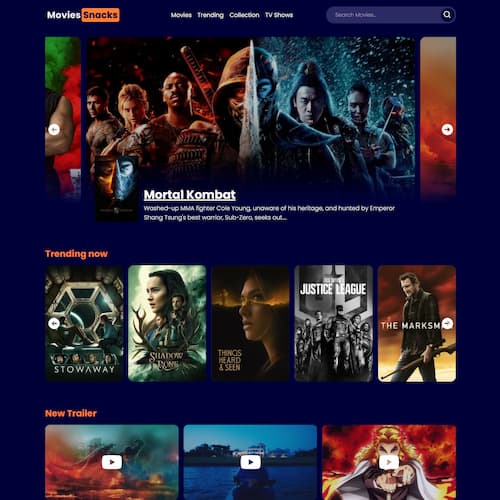 Movies Snacks
Movies Trending Collection TV Shows
Search Movies...
Mortal Kombat
Washed-up MMA fighter Cole Young, unaware of his heritage, and hunted by Emperor
Shang Tsung's best warrior, Sub-Zero, seeks out...
Trending now
STOWAWAY
SHADOW
BONE
THINGS
HEARD
& SEEN
JUSTICE LEAGUE
THE MARKSM
New Trailer